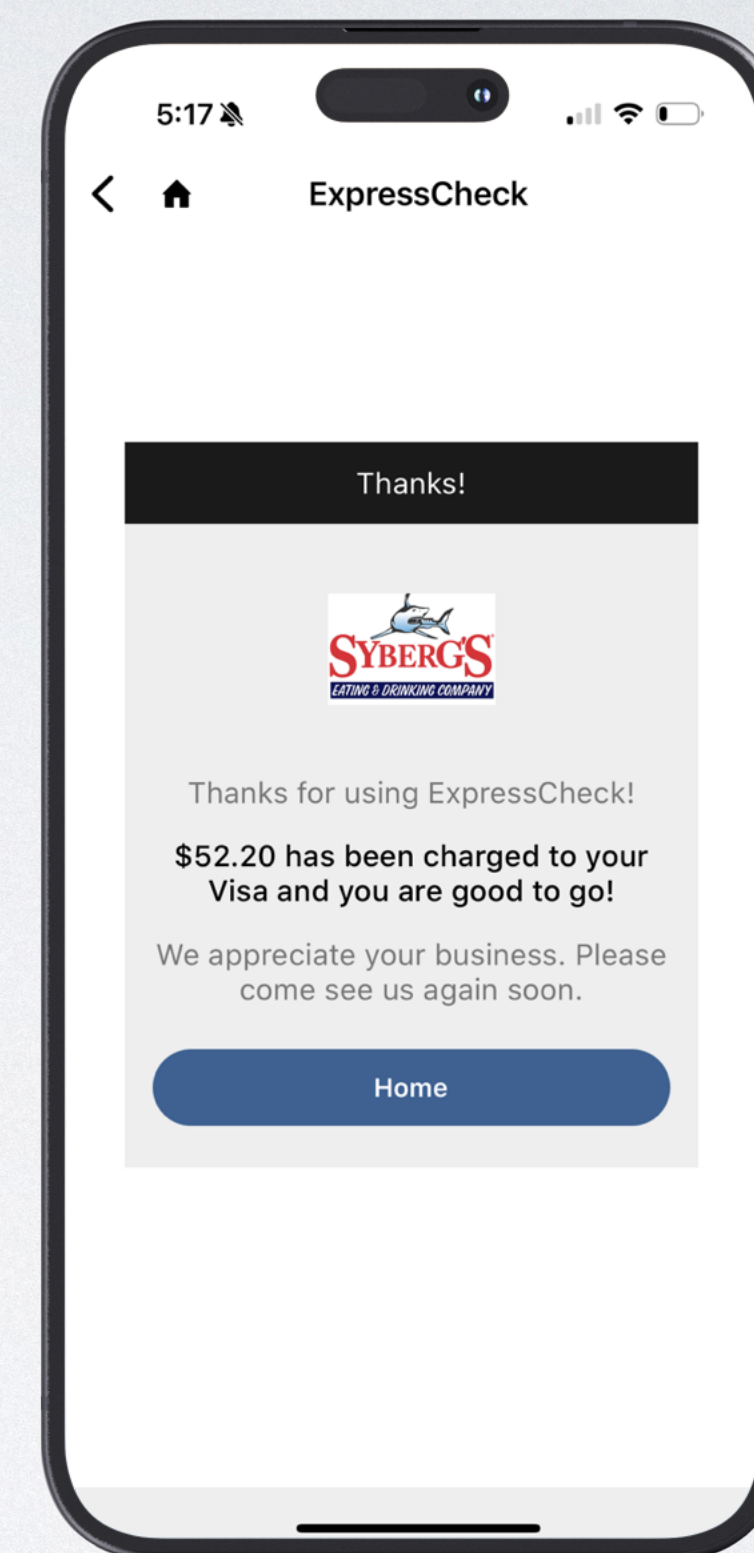 5:17
ExpressCheck
Thanks!
SYBERG'S
EATING & DRINKING COMPANY
Thanks for using ExpressCheck!
$52.20 has been charged to your
Visa and you are good to go!
We appreciate your business. Please
come see us again soon.
Home